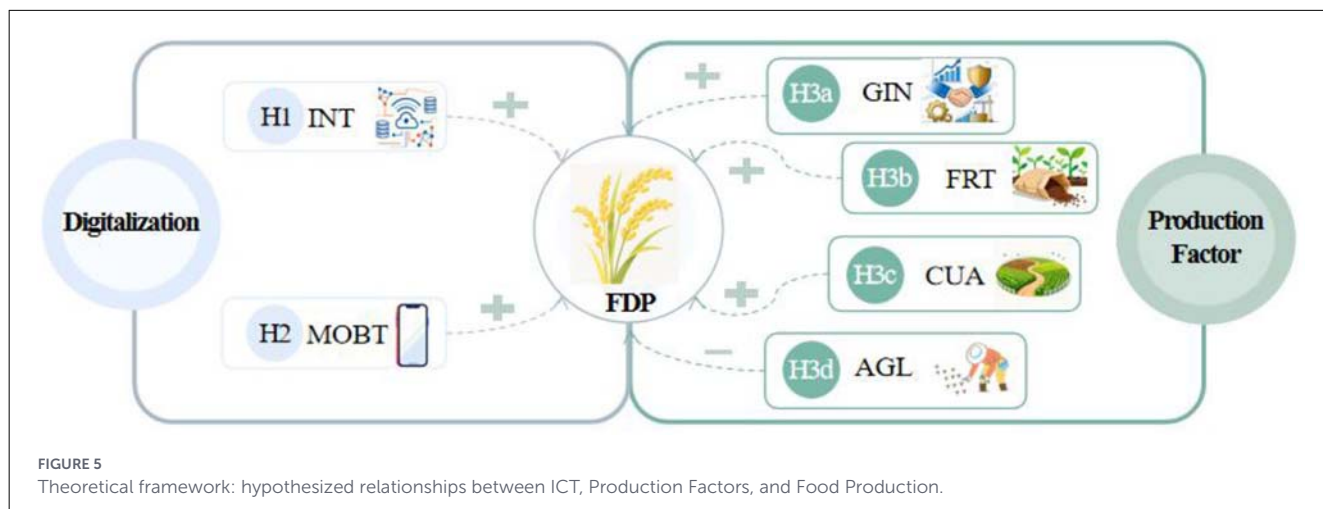 H1 INT
+
Digitalization
H2 MOBT
+
FDP
+
H3a GIN
+
H3b FRT
+
H3c CUA
−
H3d AGL
Production
Factor
FIGURE 5
Theoretical framework: hypothesized relationships between ICT, Production Factors, and Food Production.